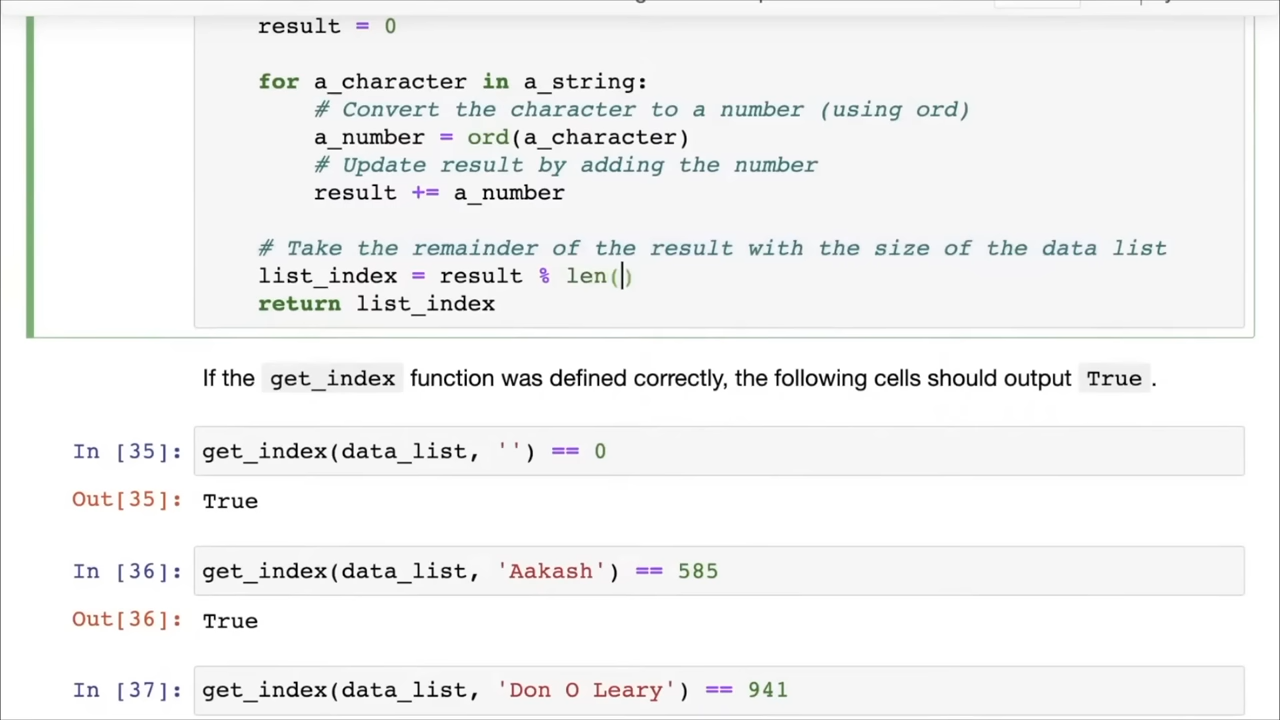 result = 0
for a_character in a_string:
# Convert the character to a number (using ord)
a_number = ord(a_character)
# Update result by adding the number
result += a_number
# Take the remainder of the result with the size of the data list
list_index = result % len()
return list_index
If the get_index function was defined correctly, the following cells should output True .
In [35]: get_index(data_list, '') == 0
Out[35]: True
In [36]: get_index(data_list, 'Aakash') == 585
Out[36]: True
In [37]: get_index(data_list, 'Don O Leary') == 941